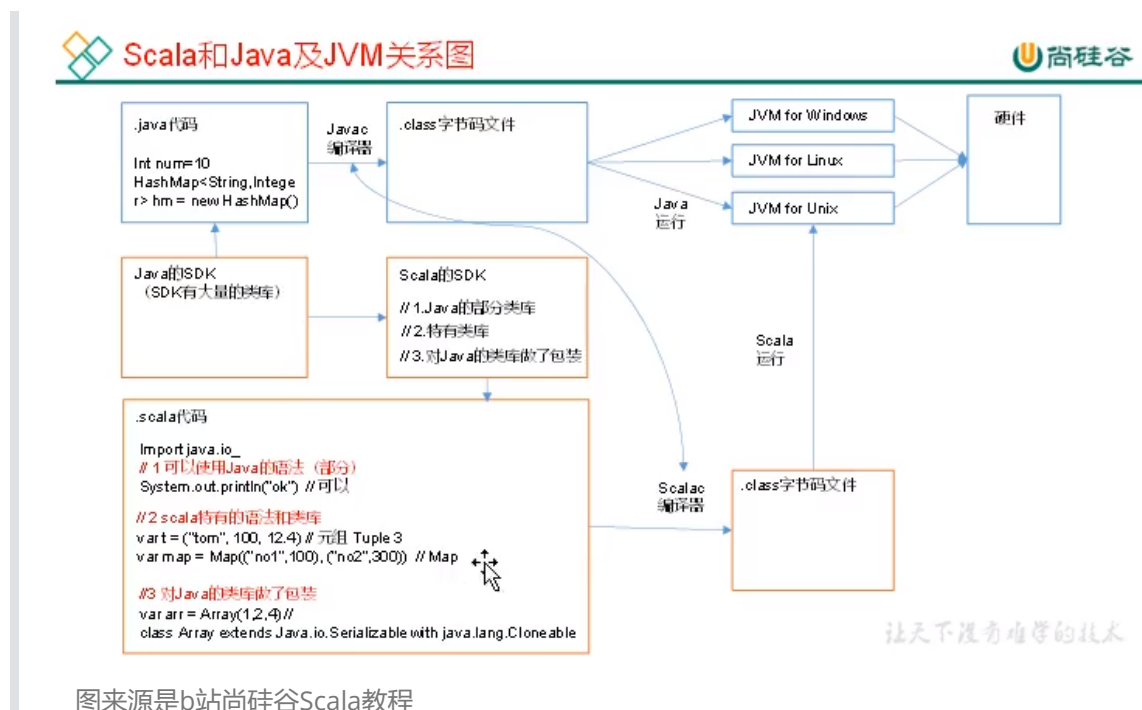 Scala和Java及JVM关系图
尚硅谷
.java代码
Int num=10
HashMap<String,Intege
r> hm = new HashMap()
Javac
编译器
.class字节码文件
JVM for Windows
JVM for Linux
JVM for Unix
硬件
Java
运行
Java的SDK
（SDK有大量的类库）
Scala的SDK
// 1.Java的部分类库
// 2.特有类库
//3.对Java的类库做了包装
Scala
运行
.scala代码
Import java.io_
// 1 可以使用Java的语法（部分）
System.out.println("ok") // 可以
//2 scala特有的语法和类库
var t = ("tom", 100, 12.4) // 元组 Tuple 3
var map = Map(("no1",100), ("no2",300)) // Map
//3 对Java的类库做了包装
var arr = Array(1,2,4)//
class Array extends Java.io.Serializable with java.lang.Cloneable
Scalac
编译器
.class字节码文件
让天下没有难学的技术
图来源是b站尚硅谷Scala教程